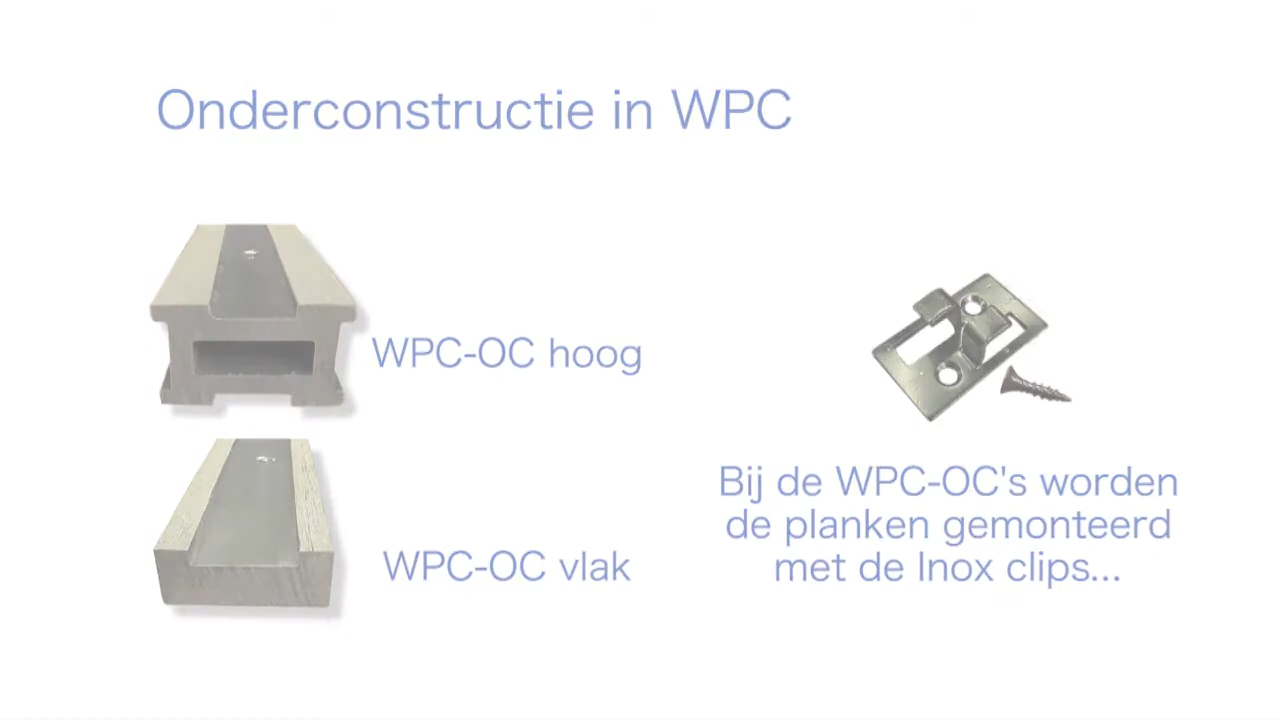 Onderconstructie in WPC
WPC-OC hoog
WPC-OC vlak
Bij de WPC-OC's worden
de planken gemonteerd
met de Inox clips...